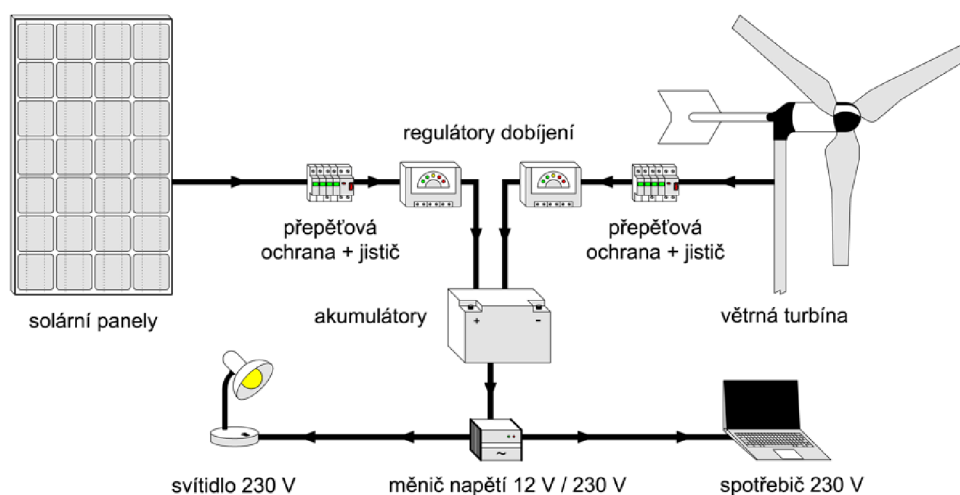 regulátory dobíjení
přepěťová
ochrana + jistič
přepěťová
ochrana + jistič
solární panely
akumulátory
větrná turbína
+ -
~
svítidlo 230 V
měnič napětí 12 V / 230 V
spotřebič 230 V